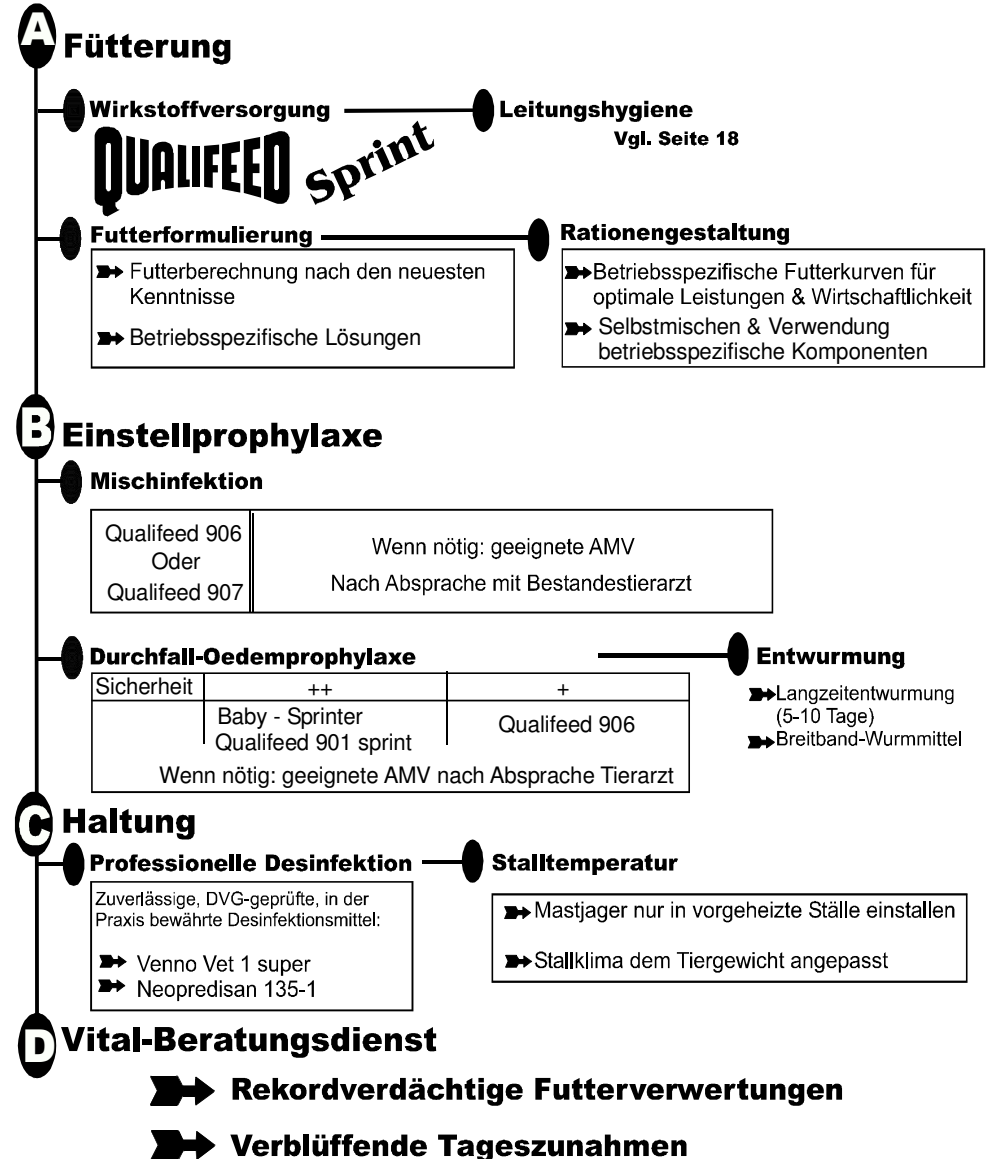 A
Fütterung
Wirkstoffversorgung
Leitungshygiene
Vgl. Seite 18
QUALIFEED Sprint
Futterformulierung
Rationengestaltung
Futterberechnung nach den neuesten
Kenntnisse
Betriebsspezifische Lösungen
Betriebsspezifische Futterkurven für
optimale Leistungen & Wirtschaftlichkeit
Selbstmischen & Verwendung
betriebsspezifische Komponenten
B
Einstellprophylaxe
Mischinfektion
Qualifeed 906
Oder
Qualifeed 907
Wenn nötig: geeignete AMV
Nach Absprache mit Bestandestierarzt
Durchfall-Oedemprophylaxe
Entwurmung
Sicherheit ++ +
Baby - Sprinter
Qualifeed 901 sprint
Qualifeed 906
Wenn nötig: geeignete AMV nach Absprache Tierarzt
Langzeitentwurmung
(5-10 Tage)
Breitband-Wurmmittel
C
Haltung
Professionelle Desinfektion
Stalltemperatur
Zuverlässige, DVG-geprüfte, in der
Praxis bewährte Desinfektionsmittel:
Venno Vet 1 super
Neopredisan 135-1
Mastjager nur in vorgeheizte Ställe einstallen
Stallklima dem Tiergewicht angepasst
D
Vital-Beratungsdienst
Rekordverdächtige Futterverwertungen
Verblüffende Tageszunahmen